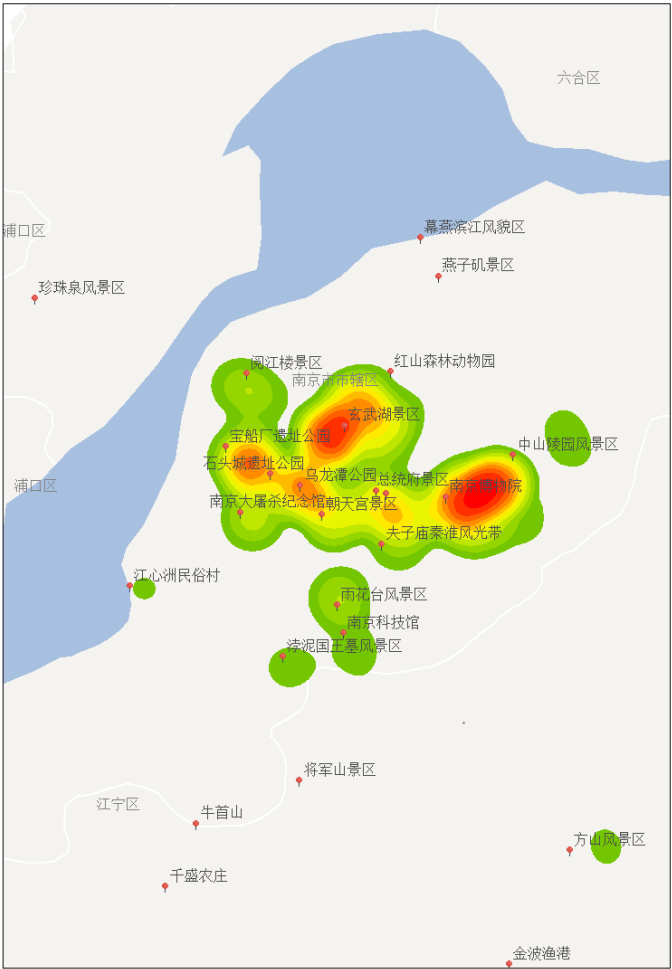 六合区
幕燕滨江风貌区
浦口区
燕子矶景区
珍珠泉风景区
阅江楼景区
红山森林动物园
南京市市辖区
玄武湖景区
宝船厂遗址公园
中山陵园风景区
石头城遗址公园
乌龙潭公园
总统府景区
浦口区
南京博物院
南京大屠杀纪念馆
朝天宫景区
夫子庙秦淮风光带
江心洲民俗村
雨花台风景区
南京科技馆
浡泥国王墓风景区
将军山景区
江宁区
牛首山
方山风景区
千盛农庄
金波渔港